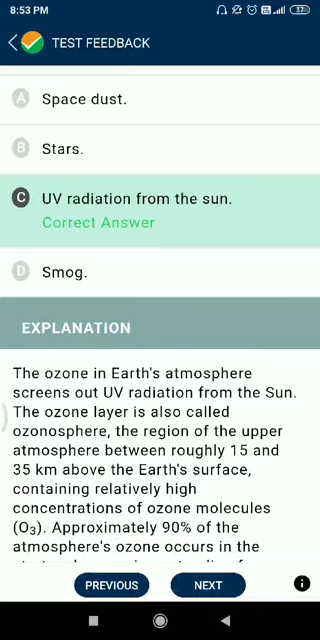 8:53 PM
37
TEST FEEDBACK
A Space dust.
B Stars.
C UV radiation from the sun.
Correct Answer
D Smog.
EXPLANATION
The ozone in Earth's atmosphere
screens out UV radiation from the Sun.
The ozone layer is also called
ozonosphere, the region of the upper
atmosphere between roughly 15 and
35 km above the Earth's surface,
containing relatively high
concentrations of ozone molecules
(O₃). Approximately 90% of the
atmosphere's ozone occurs in the
PREVIOUS
NEXT